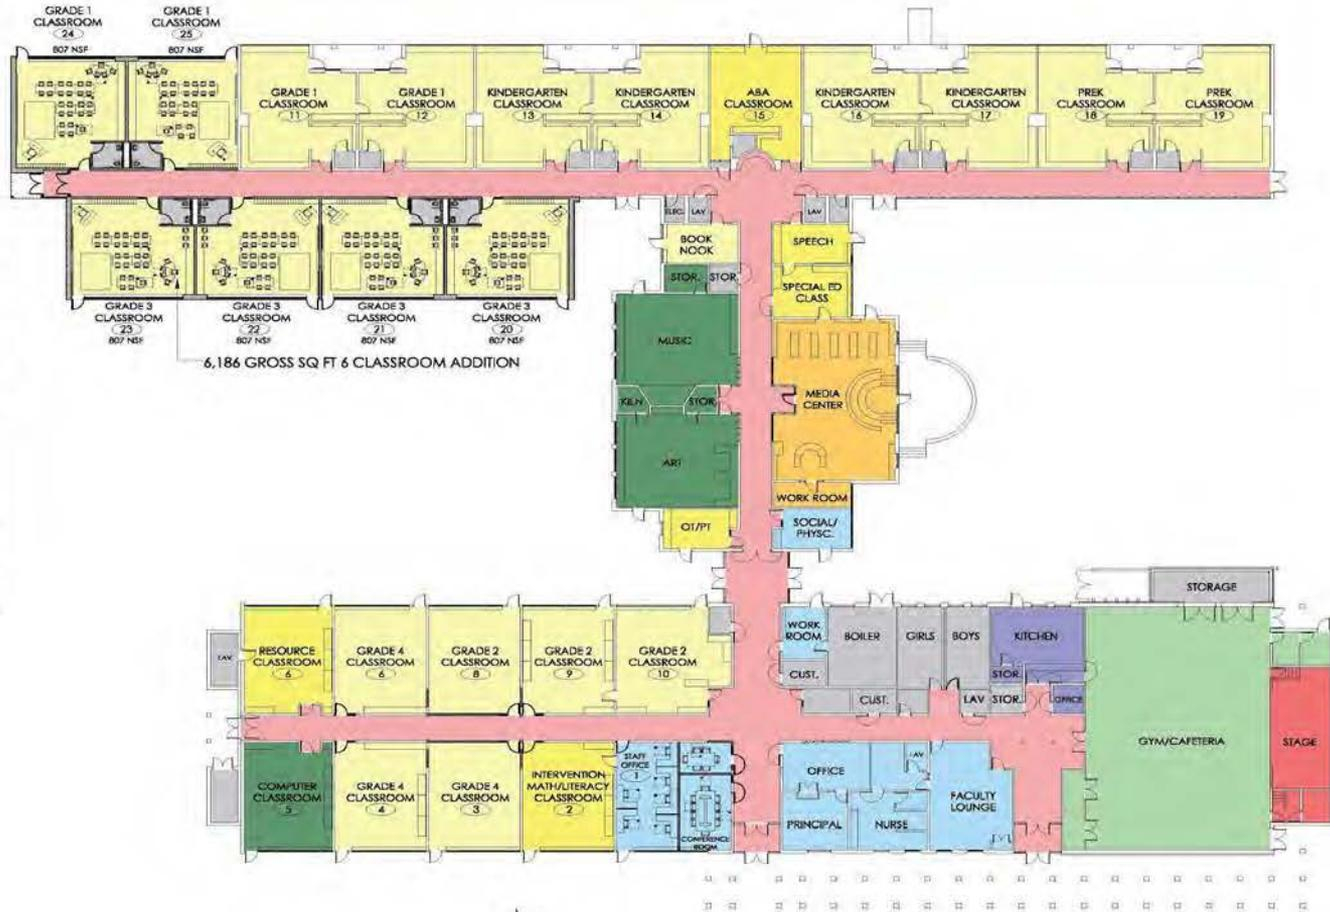 GRADE 1
CLASSROOM
24
807 NSF
GRADE 1
CLASSROOM
25
807 NSF
GRADE 1
CLASSROOM
11
GRADE 1
CLASSROOM
12
KINDERGARTEN
CLASSROOM
13
KINDERGARTEN
CLASSROOM
14
ABA
CLASSROOM
15
KINDERGARTEN
CLASSROOM
16
KINDERGARTEN
CLASSROOM
17
PREK
CLASSROOM
18
PREK
CLASSROOM
19
GRADE 3
CLASSROOM
23
807 NSF
GRADE 3
CLASSROOM
22
807 NSF
GRADE 3
CLASSROOM
21
807 NSF
GRADE 3
CLASSROOM
20
807 NSF
6,186 GROSS SQ FT 6 CLASSROOM ADDITION
ELEC.
LAV
LAV
BOOK
NOOK
SPEECH
STOR.
STOR.
SPECIAL ED
CLASS
MUSIC
MEDIA
CENTER
KILN
STOR.
ART
WORK ROOM
OT/PT
SOCIAL/
PHYSC.
STORAGE
LAV
RESOURCE
CLASSROOM
6
GRADE 4
CLASSROOM
6
GRADE 2
CLASSROOM
8
GRADE 2
CLASSROOM
9
GRADE 2
CLASSROOM
10
WORK
ROOM
BOILER
GIRLS
BOYS
KITCHEN
CUST.
CUST.
STOR.
LAV
STOR.
OFFICE
GYM/CAFETERIA
STAGE
COMPUTER
CLASSROOM
5
GRADE 4
CLASSROOM
4
GRADE 4
CLASSROOM
3
INTERVENTION
MATH/LITERACY
CLASSROOM
2
STAFF
OFFICE
1
CONFERENCE
ROOM
OFFICE
LAV
PRINCIPAL
NURSE
FACULTY
LOUNGE